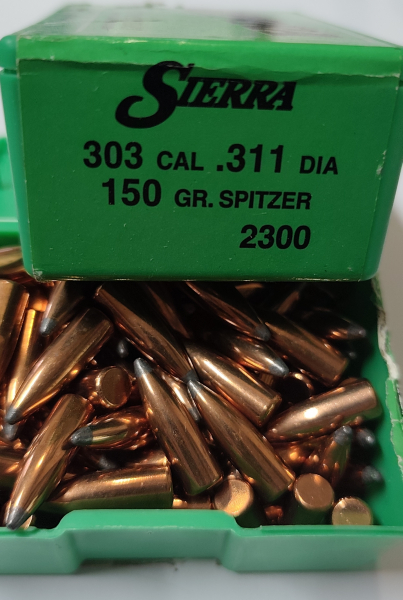 SIERRA
303 CAL .311 DIA
150 GR. SPITZER
2300